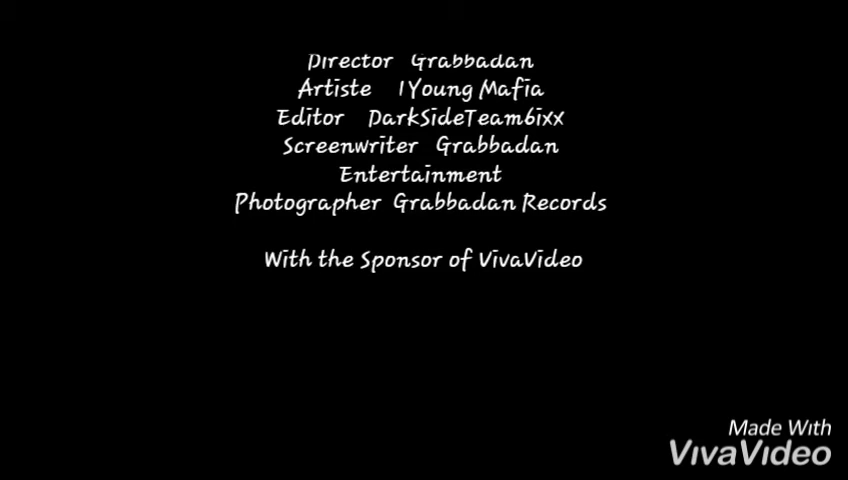 Director Grabbadan
Artiste 1Young Mafia
Editor DarkSideTeam6ixx
Screenwriter Grabbadan
Entertainment
Photographer Grabbadan Records
With the Sponsor of VivaVideo
Made With
VivaVideo